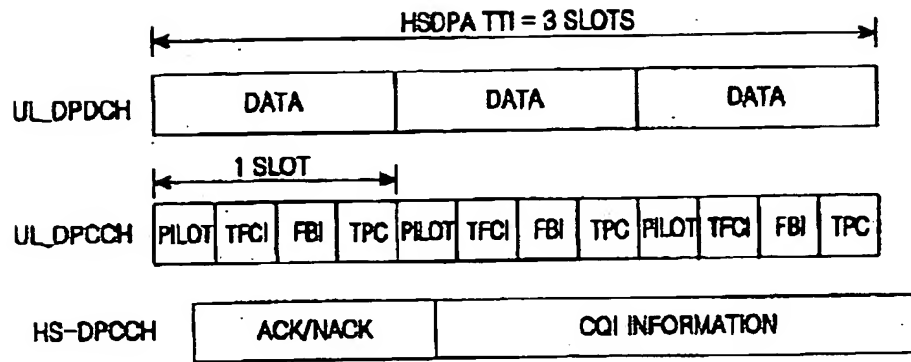 HSDPA TTI = 3 SLOTS
UL_DPDCH DATA DATA DATA
1 SLOT
UL_DPCCH PILOT TFCI FBI TPC PILOT TFCI FBI TPC PILOT TFCI FBI TPC
HS-DPCCH ACK/NACK CQI INFORMATION